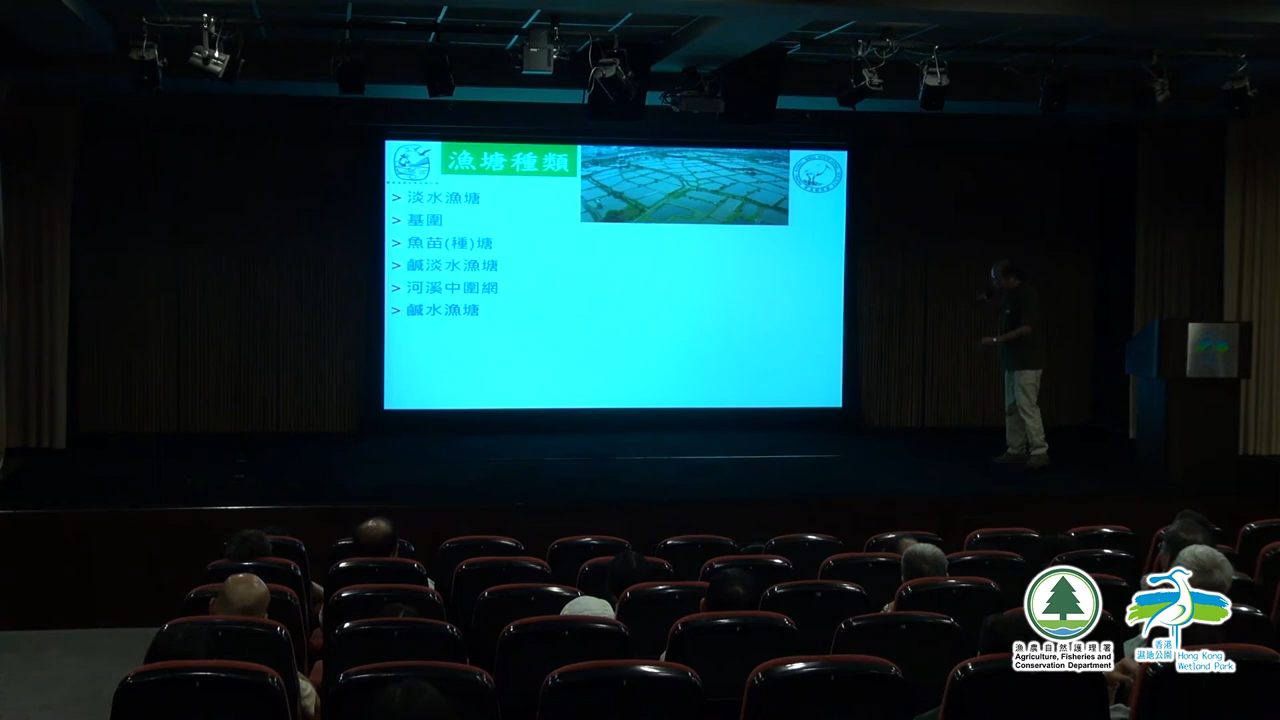 漁塘種類
> 淡水漁塘
> 基圍
> 魚苗(種)塘
> 鹹淡水漁塘
> 河溪中圍網
> 鹹水漁塘
漁農自然護理署
Agriculture, Fisheries and
Conservation Department
香港
濕地公園
Hong Kong
Wetland Park